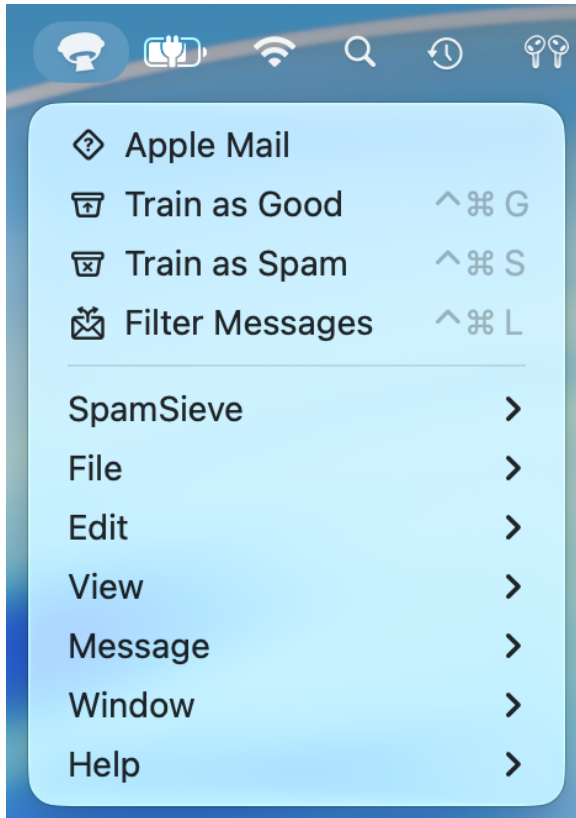 Apple Mail
Train as Good ^⌘ G
Train as Spam ^⌘ S
Filter Messages ^⌘ L
SpamSieve
File
Edit
View
Message
Window
Help